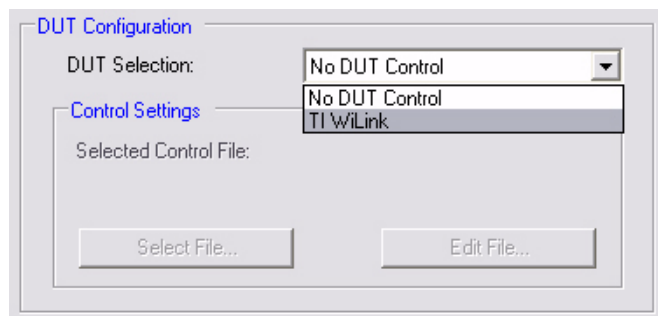 DUT Configuration
DUT Selection:
No DUT Control
No DUT Control
Control Settings
TI WiLink
Selected Control File:
Select File...
Edit File...